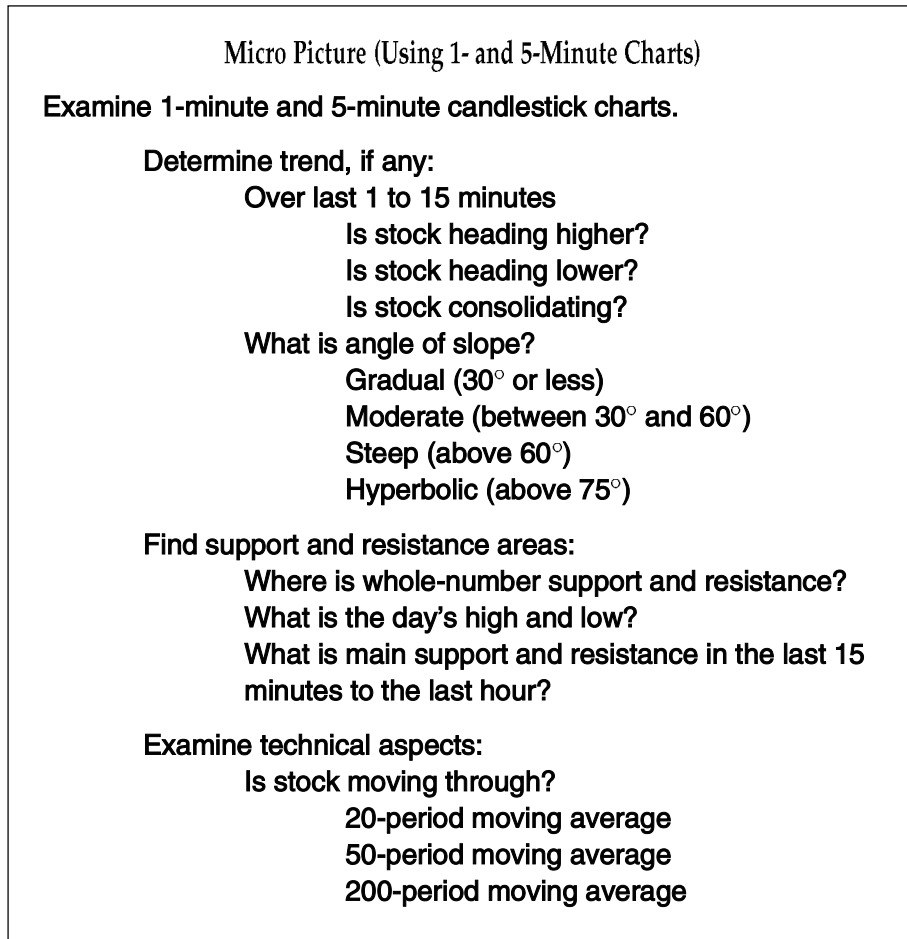 Micro Picture (Using 1- and 5-Minute Charts)
Examine 1-minute and 5-minute candlestick charts.
Determine trend, if any:
Over last 1 to 15 minutes
Is stock heading higher?
Is stock heading lower?
Is stock consolidating?
What is angle of slope?
Gradual (30° or less)
Moderate (between 30° and 60°)
Steep (above 60°)
Hyperbolic (above 75°)
Find support and resistance areas:
Where is whole-number support and resistance?
What is the day’s high and low?
What is main support and resistance in the last 15
minutes to the last hour?
Examine technical aspects:
Is stock moving through?
20-period moving average
50-period moving average
200-period moving average